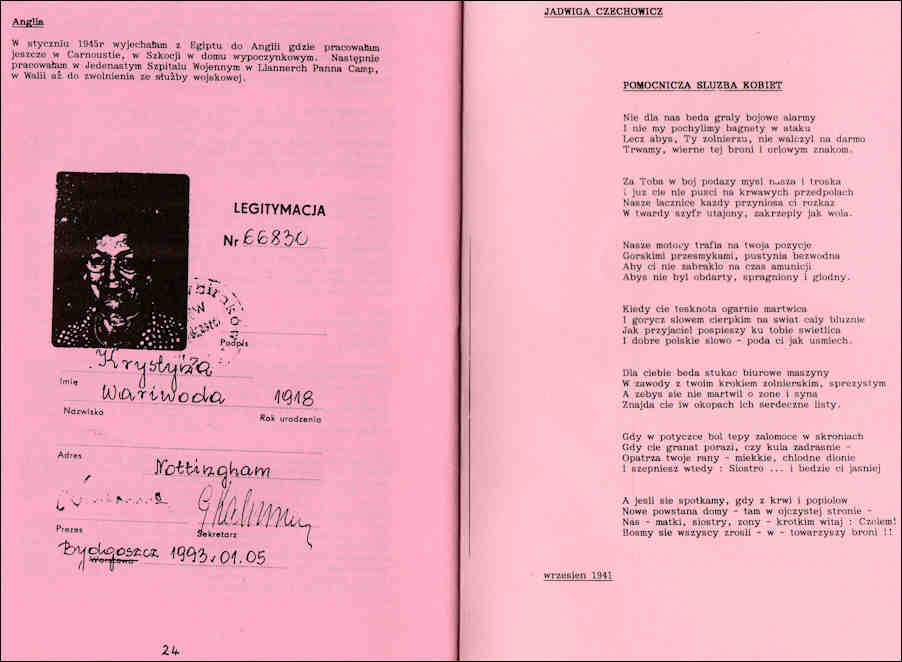 Anglia
W styczniu 1945r wyjechałam z Egiptu do Anglii gdzie pracowałam
jeszcze w Carnoustie, w Szkocji w domu wypoczynkowym. Następnie
pracowałam w Jedenastym Szpitalu Wojennym w Llannerch Panna Camp,
w Walii aż do zwolnienia ze służby wojskowej.
LEGITYMACJA
Nr 66830
Podpis
Krystyna
Imię
Wariwoda 1918
Nazwisko
Rok urodzenia
Adres
Nottingham
Prezes
Sekretarz
Bydgoszcz 1993.01.05
Warszawa
24
JADWIGA CZECHOWICZ
POMOCNICZA SLUZBA KOBIET
Nie dla nas beda graly bojowe alarmy
I nie my pochylimy bagnety w ataku
Lecz abys, Ty zolnierzu, nie walczyl na darmo
Trwamy, wierne tej broni i orlowym znakom.
Za Toba w boj podazy mysl nasza i troska
i juz cie nie pusci na krwawych przedpolach
Nasze lacznice kazdy przyniosa ci rozkaz
W twardy szyfr utajony, zakrzeply jak wola.
Nasze motory trafia na twoja pozycje
Gorskimi przesmykami, pustynia bezwodna
Aby ci nie zabraklo na czas amunicji
Abys nie byl obdarty, spragniony i glodny.
Kiedy cie tesknota ogarnie martwica
I gorycz slowem cierpkim na swiat caly bluznie
Jak przyjaciel pospieszy ku tobie swietlica
I dobre polskie slowo - poda ci jak usmiech.
Dla ciebie beda stukac biurowe maszyny
W zawody z twoim krokiem zolnierskim, sprezystym
A zebys sie nie martwil o zone i syna
Znajda cie iw okopach ich serdeczne listy.
Gdy w potyczce bol tepy zalomoce w skroniach
Gdy cie granat porazi, czy kula zadrasnie -
Opatrza twoje rany - miekkie, chlodne dlonie
I szepniesz wtedy : Siostro ... i bedzie ci jasniej
A jesli sie spotkamy, gdy z krwi i popiolow
Nowe powstana domy - tam w ojczystej stronie -
Nas - matki, siostry, zony - krotkim witaj : Czolem!
Bosmy sie wszyscy zrosli - w - towarzyszy broni !!
wrzesien 1941